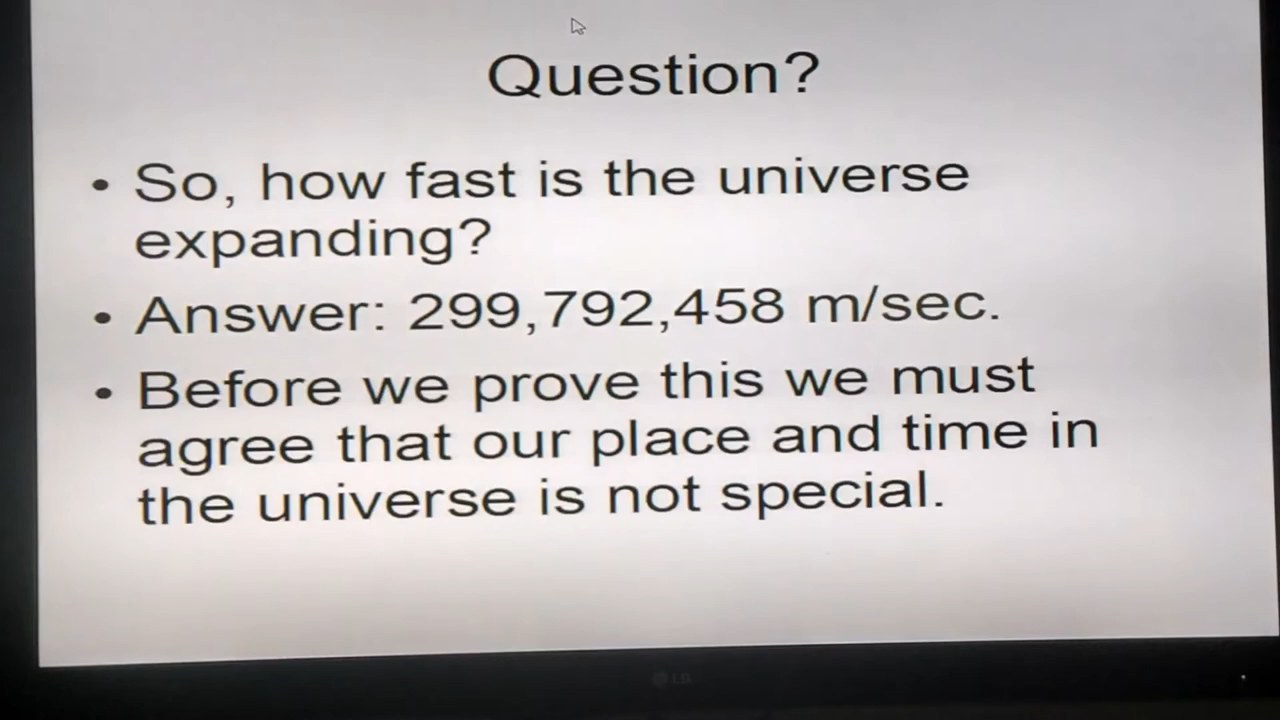 Question?
• So, how fast is the universe
expanding?
• Answer: 299,792,458 m/sec.
• Before we prove this we must
agree that our place and time in
the universe is not special.
LG